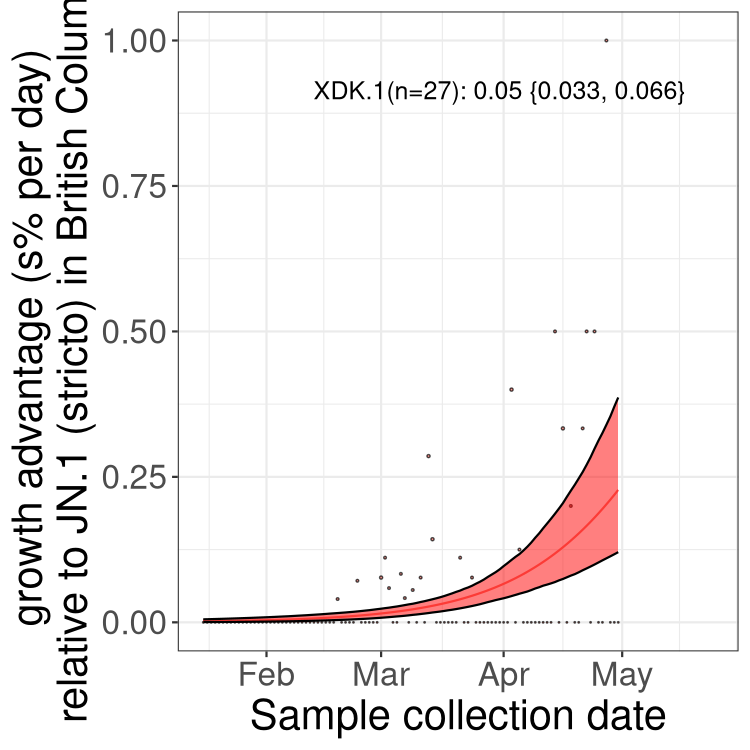 growth advantage (s% per day)
relative to JN.1 (stricto) in British Colum
1.00
0.75
0.50
0.25
0.00
XDK.1(n=27): 0.05 {0.033, 0.066}
Feb Mar Apr May
Sample collection date